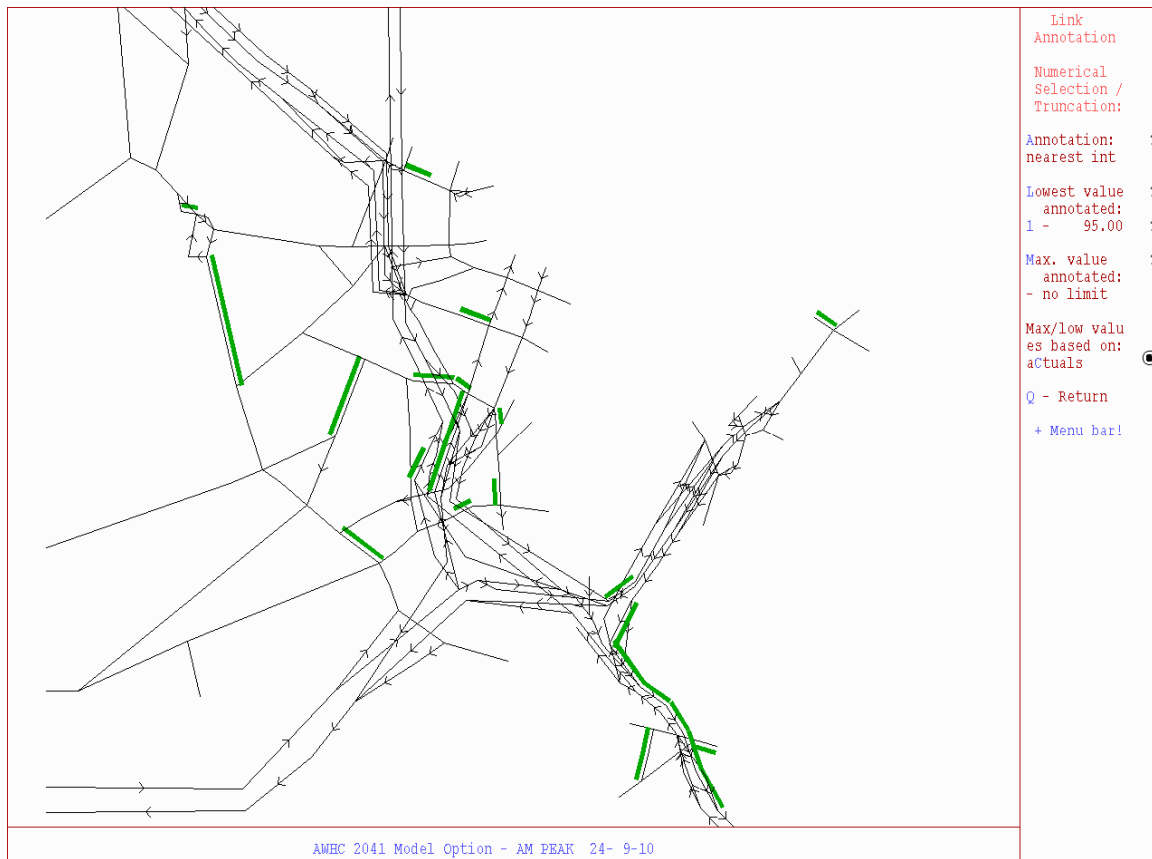 Link
Annotation
Numerical
Selection /
Truncation:
Annotation: ?
nearest int
Lowest value ?
annotated:
1 - 95.00 ?
Max. value ?
annotated:
- no limit
Max/low valu
es based on:
aCtuals
Q - Return
+ Menu bar!
AWHC 2041 Model Option - AM PEAK 24- 9-10